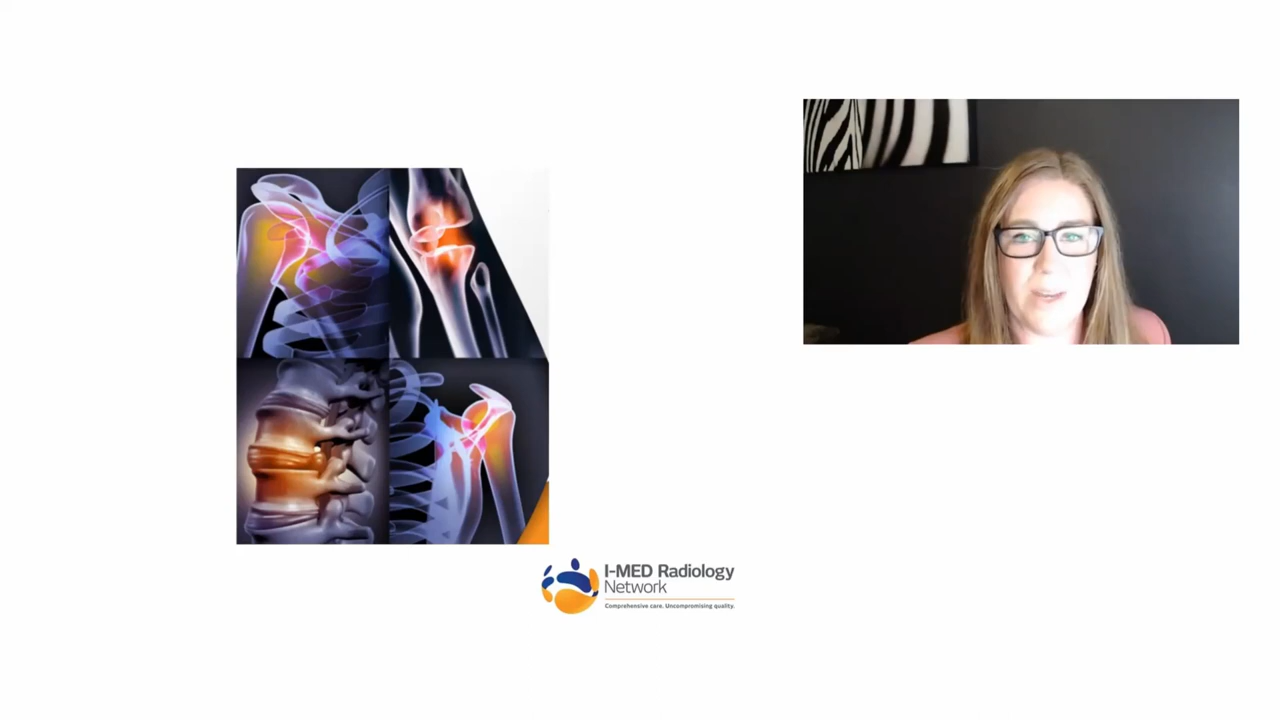 I-MED Radiology
Network
Comprehensive care. Uncompromising quality.